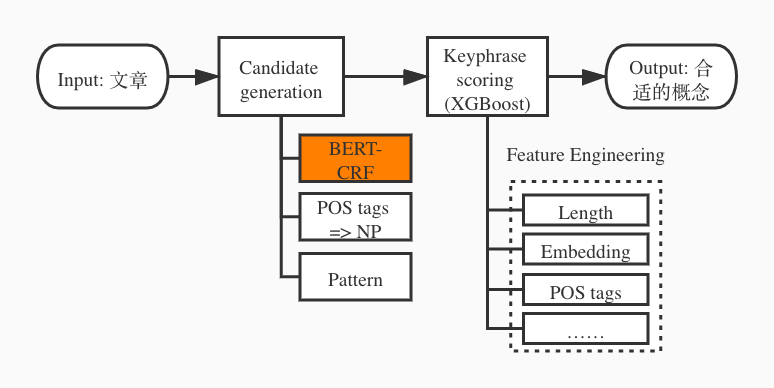 Input: 文章
Candidate
generation
Keyphrase
scoring
(XGBoost)
Output: 合
适的概念
BERT-
CRF
POS tags
=> NP
Pattern
Feature Engineering
Length
Embedding
POS tags
……